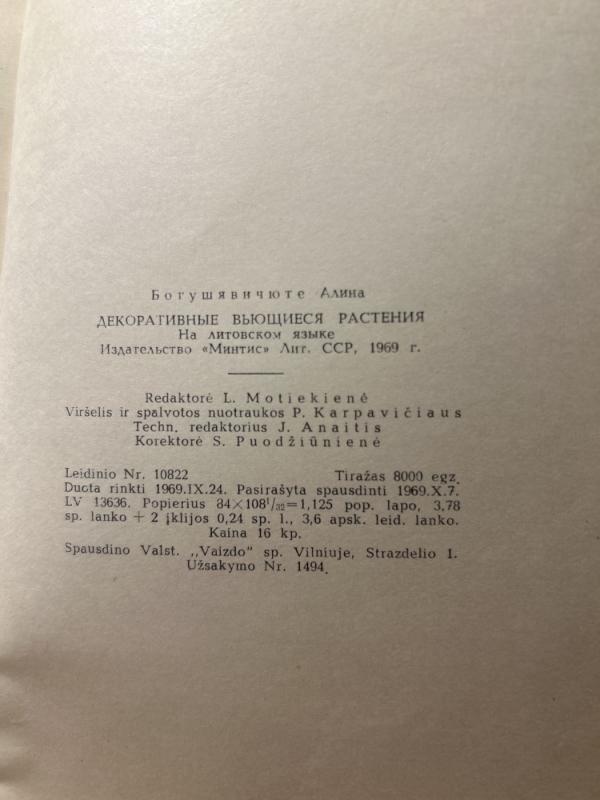 Богушявичюте Алина
ДЕКОРАТИВНЫЕ ВЬЮЩИЕСЯ РАСТЕНИЯ
На литовском языке
Издательство «Минтис» Лит. ССР, 1969 г.
Redaktorė L. Motiekienė
Viršelis ir spalvotos nuotraukos P. Karpavičiaus
Techn. redaktorius J. Anaitis
Korektorė S. Puodžiūnienė
Leidinio Nr. 10822 Tiražas 8000 egz.
Duota rinkti 1969.IX.24. Pasirašyta spausdinti 1969.X.7.
LV 13636. Popierius 84×108¹/₃₂=1,125 pop. lapo, 3,78
sp. lanko + 2 įklijos 0,24 sp. l., 3,6 apsk. leid. lanko.
Kaina 16 kp.
Spausdino Valst. „Vaizdo" sp. Vilniuje, Strazdelio 1.
Užsakymo Nr. 1494.